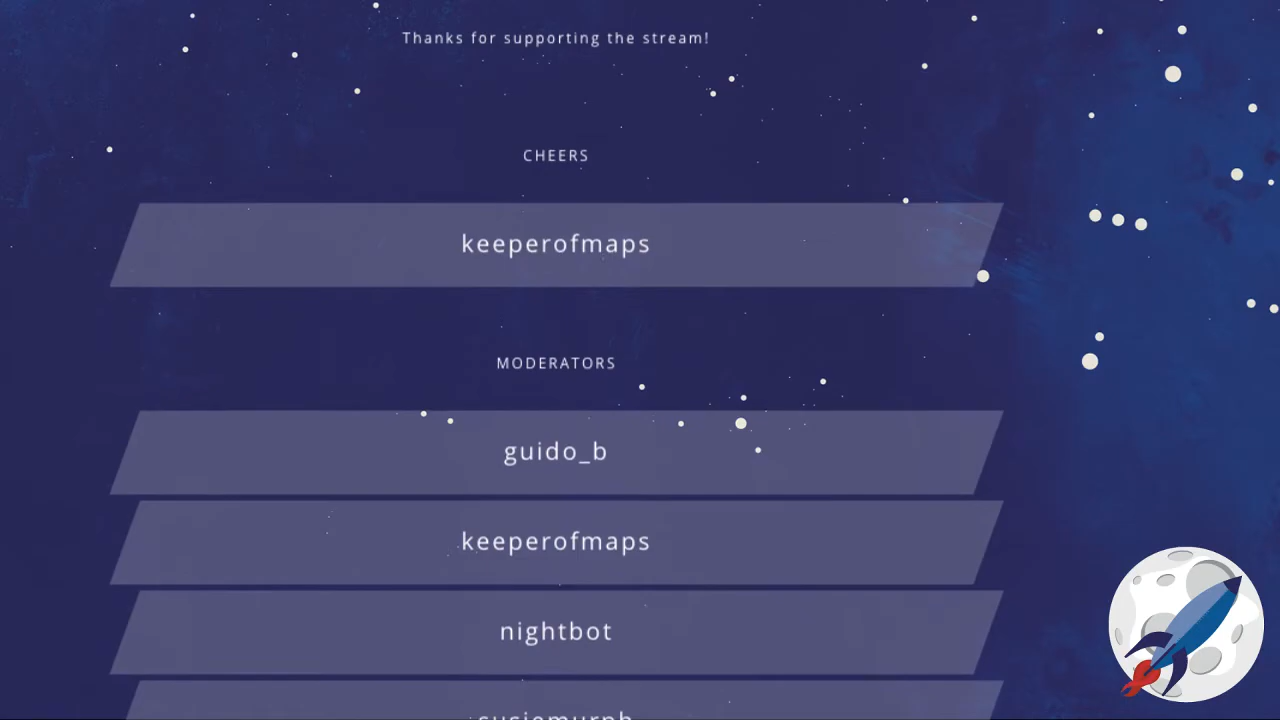 Thanks for supporting the stream!
CHEERS
keeperofmaps
MODERATORS
guido_b
keeperofmaps
nightbot